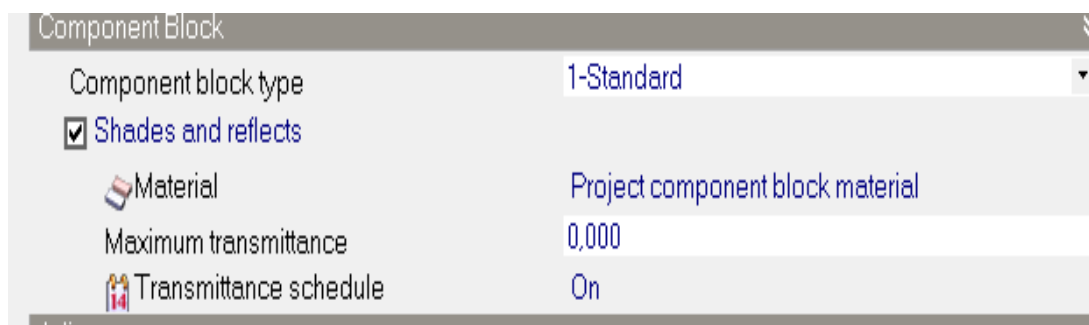 Component Block
Component block type 1-Standard
Shades and reflects
Material Project component block material
Maximum transmittance 0,000
14 Transmittance schedule On